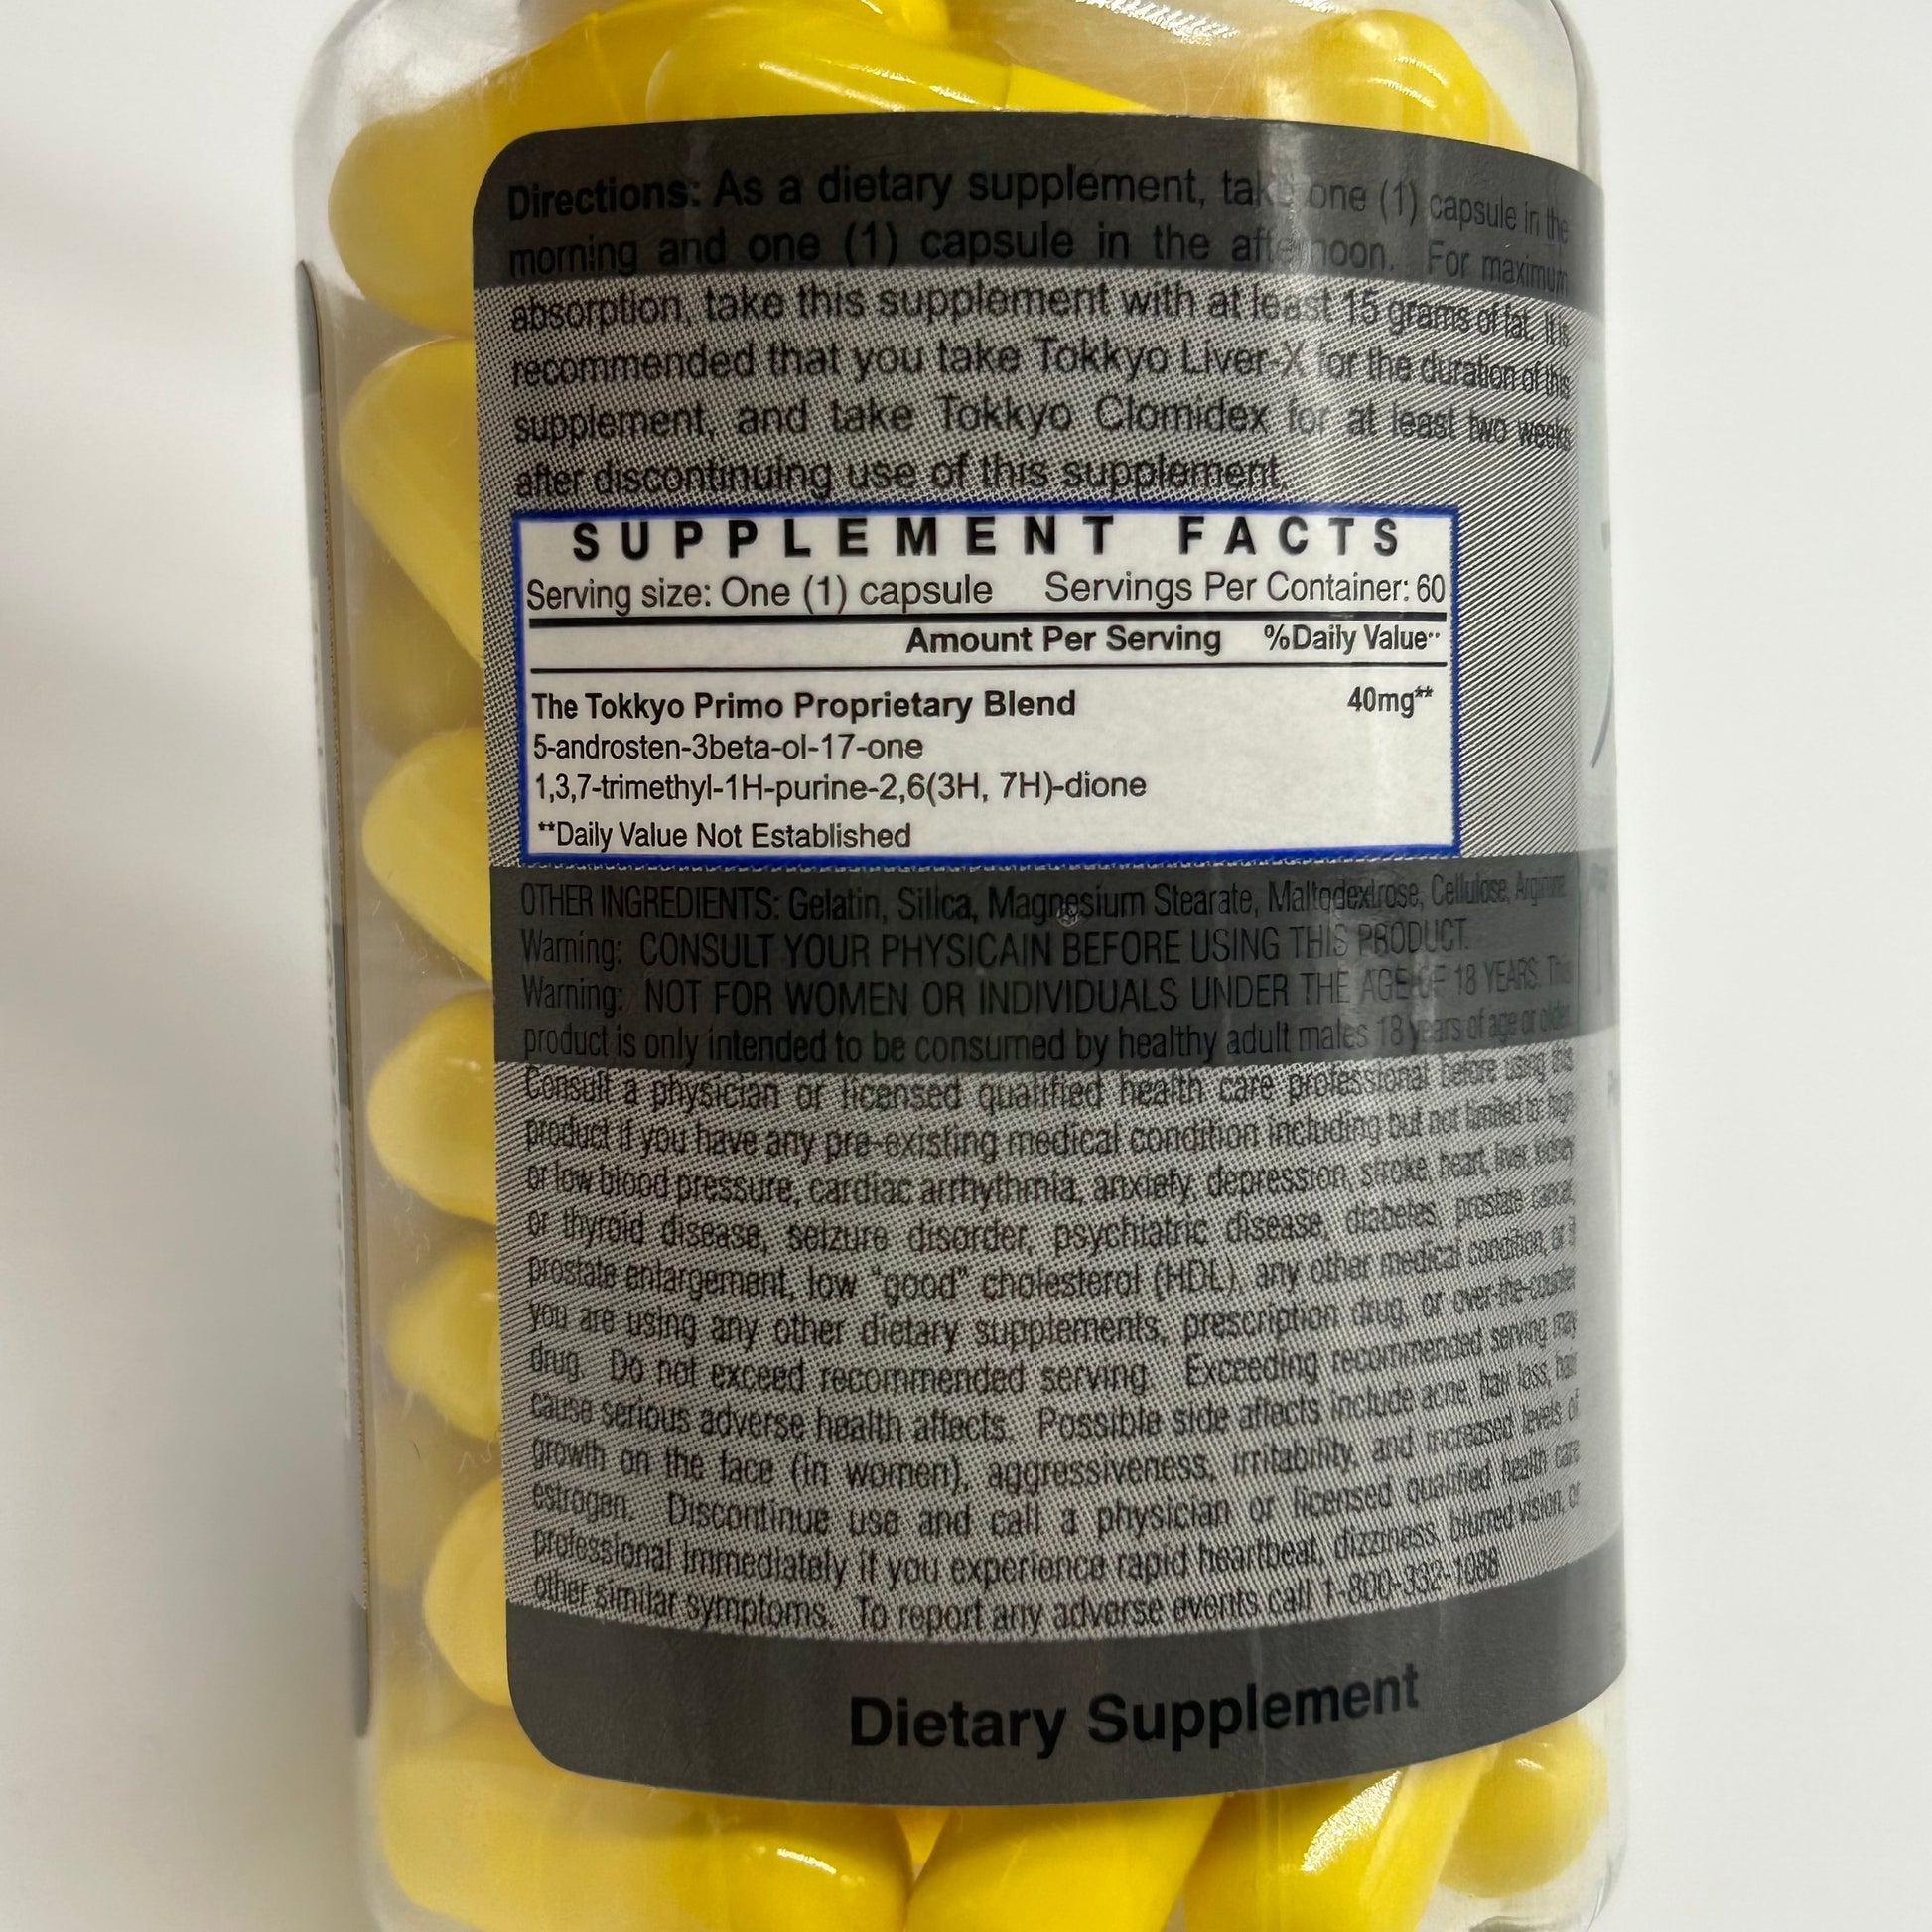 Directions: As a dietary supplement, take one (1) capsule in the
morning and one (1) capsule in the afternoon. For maximum
absorption, take this supplement with at least 15 grams of fat. It is
recommended that you take Tokkyo Liver-X for the duration of this
supplement, and take Tokkyo Clomidex for at least two weeks
after discontinuing use of this supplement.
SUPPLEMENT FACTS
Serving size: One (1) capsule Servings Per Container: 60
Amount Per Serving %Daily Value**
The Tokkyo Primo Proprietary Blend 40mg**
5-androsten-3beta-ol-17-one
1,3,7-trimethyl-1H-purine-2,6(3H, 7H)-dione
**Daily Value Not Established
OTHER INGREDIENTS: Gelatin, Silica, Magnesium Stearate, Maltodextrose, Cellulose, Arginine
Warning: CONSULT YOUR PHYSICAIN BEFORE USING THIS PRODUCT.
Warning: NOT FOR WOMEN OR INDIVIDUALS UNDER THE AGE OF 18 YEARS. This
product is only intended to be consumed by healthy adult males 18 years of age or older.
Consult a physician or licensed qualified health care professional before using this
product if you have any pre-existing medical condition including but not limited to: high
or low blood pressure, cardiac arrhythmia, anxiety, depression, stroke, heart, liver, kidney
or thyroid disease, seizure disorder, psychiatric disease, diabetes, prostate cancer,
prostate enlargement, low "good" cholesterol (HDL), any other medical condition, or if
you are using any other dietary supplements, prescription drug, or over-the-counter
drug. Do not exceed recommended serving. Exceeding recommended serving may
cause serious adverse health affects. Possible side affects include acne, hair loss, hair
growth on the face (in women), aggressiveness, irritability, and increased levels of
estrogen. Discontinue use and call a physician or licensed qualified health care
professional immediately if you experience rapid heartbeat, dizziness, blurred vision, or
other similar symptoms. To report any adverse events call 1-800-332-1088
Dietary Supplement